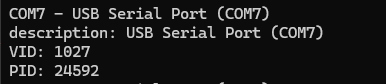 COM7 - USB Serial Port (COM7)
description: USB Serial Port (COM7)
VID: 1027
PID: 24592